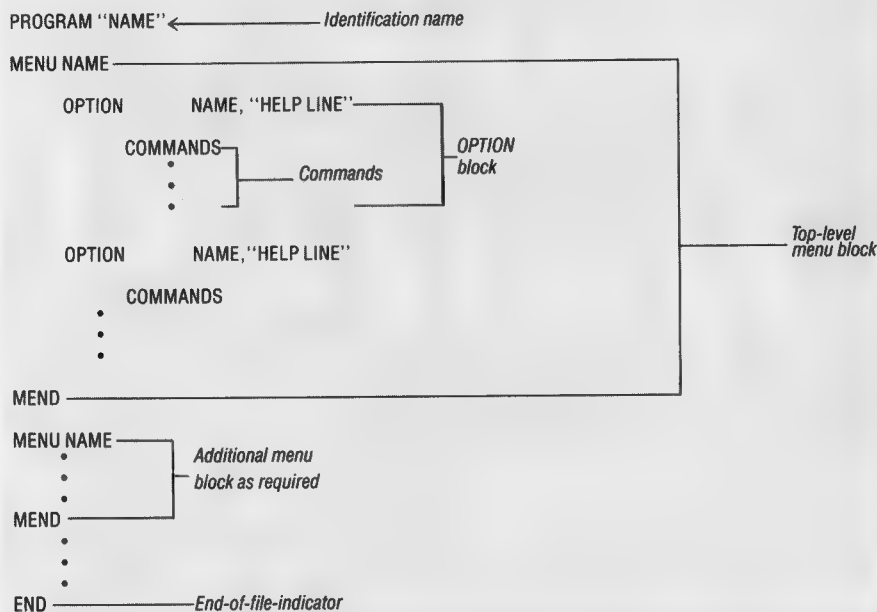 PROGRAM "NAME" Identification name
MENU NAME
OPTION NAME, "HELP LINE"
COMMANDS
Commands
OPTION block
OPTION NAME, "HELP LINE"
Top-level menu block
COMMANDS
MEND
MENU NAME
Additional menu
block as required
MEND
END End-of-file-indicator